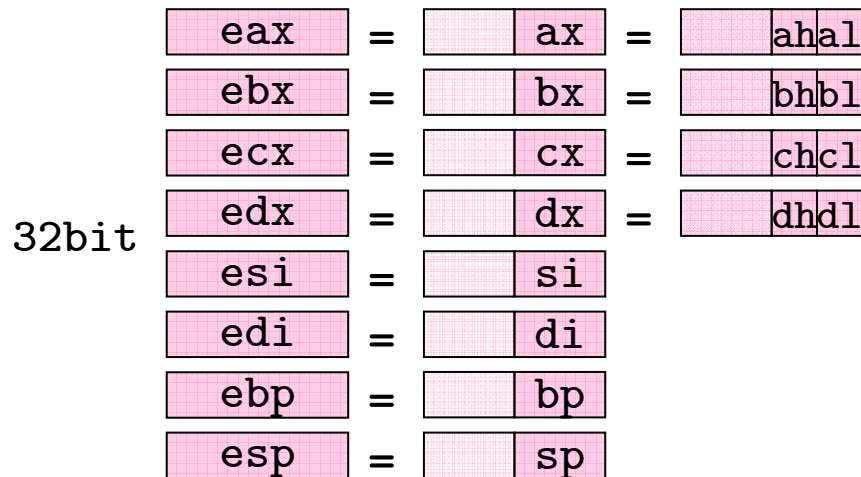 eax = ax = ahal
ebx = bx = bhbl
ecx = cx = chcl
edx = dx = dhdl
32bit
esi = si
edi = di
ebp = bp
esp = sp